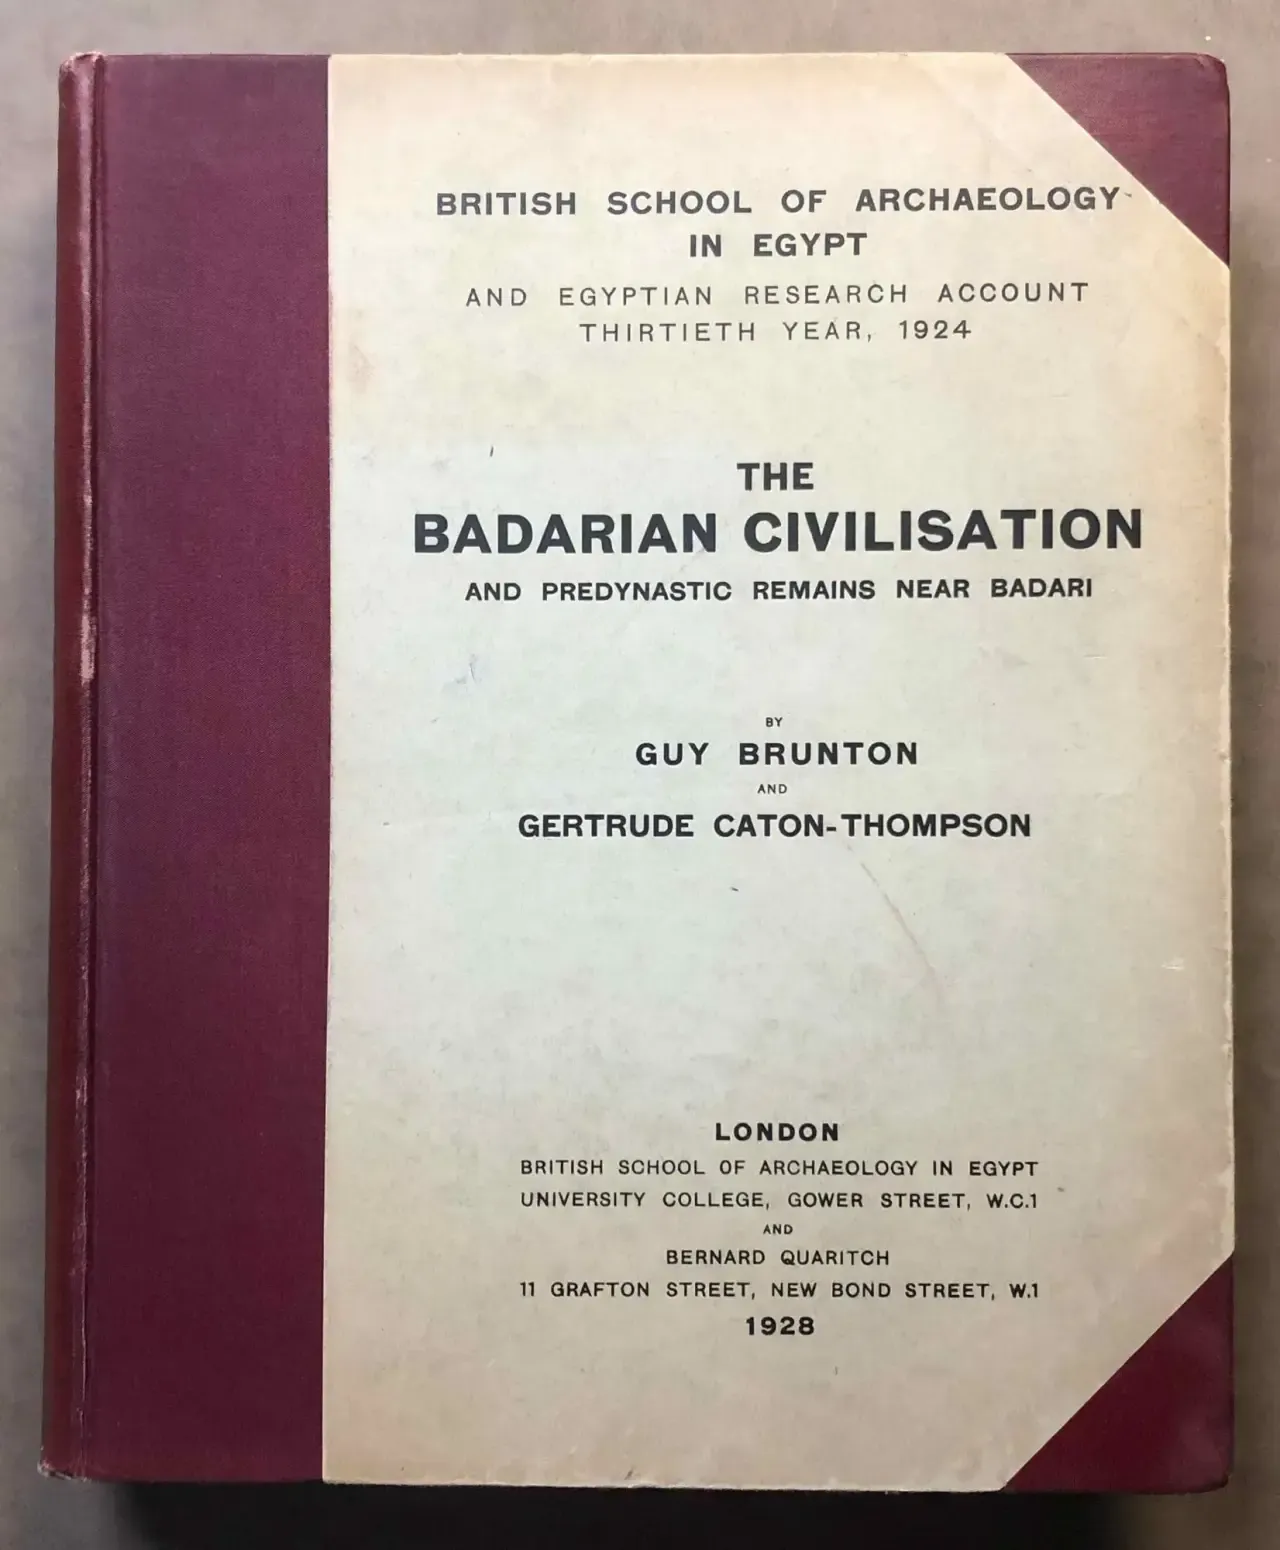 BRITISH SCHOOL OF ARCHAEOLOGY
IN EGYPT
AND EGYPTIAN RESEARCH ACCOUNT
THIRTIETH YEAR, 1924
THE
BADARIAN CIVILISATION
AND PREDYNASTIC REMAINS NEAR BADARI
BY
GUY BRUNTON
AND
GERTRUDE CATON-THOMPSON
LONDON
BRITISH SCHOOL OF ARCHAEOLOGY IN EGYPT
UNIVERSITY COLLEGE, GOWER STREET, W.C.1
AND
BERNARD QUARITCH
11 GRAFTON STREET, NEW BOND STREET, W.1
1928